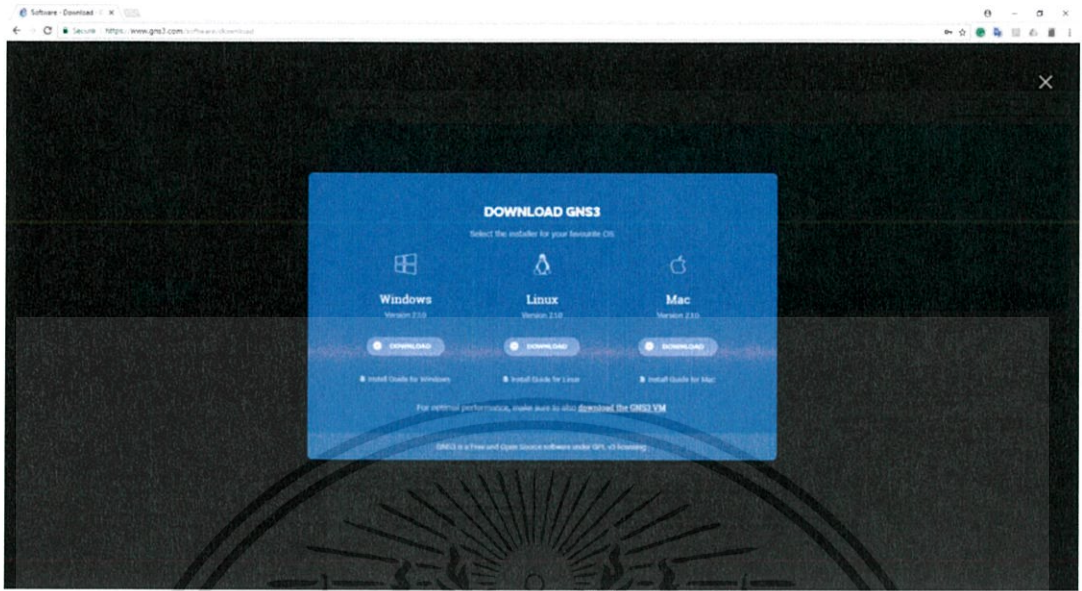 Software - Download
Secure https://www.gns3.com/software/download
DOWNLOAD GNS3
Select the installer for your favourite OS
Windows
Linux
Mac
Version 2.1.0
Version 2.1.0
Version 2.1.0
DOWNLOAD
DOWNLOAD
DOWNLOAD
Install Guide for Windows
Install Guide for Linux
Install Guide for Mac
For optimal performance, make sure to also download the GNS3 VM
GNS3 is a Free and Open Source software under GPL v3 licensing